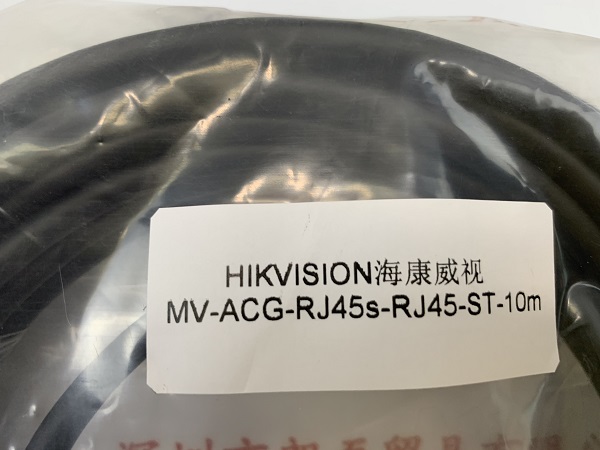 HIKVISION海康威视
MV-ACG-RJ45s-RJ45-ST-10m